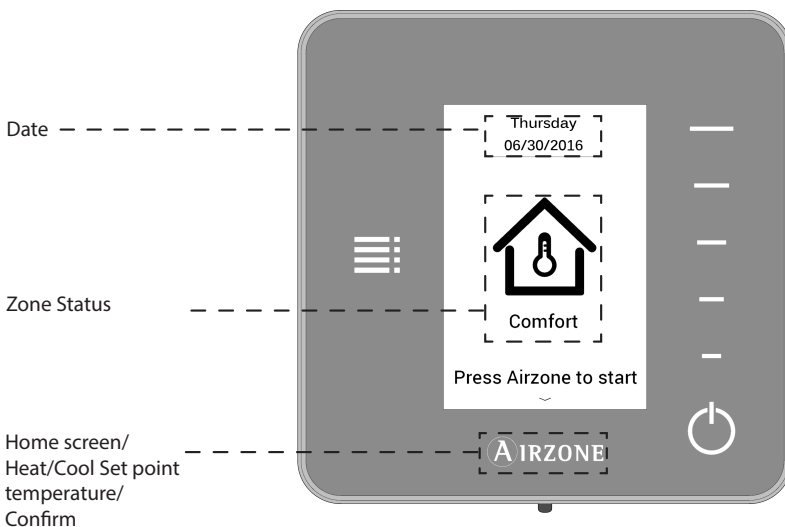 Date
Thursday
06/30/2016
Zone Status
Comfort
Press Airzone to start
Home screen/
Heat/Cool Set point
temperature/
Confirm
AIRZONE